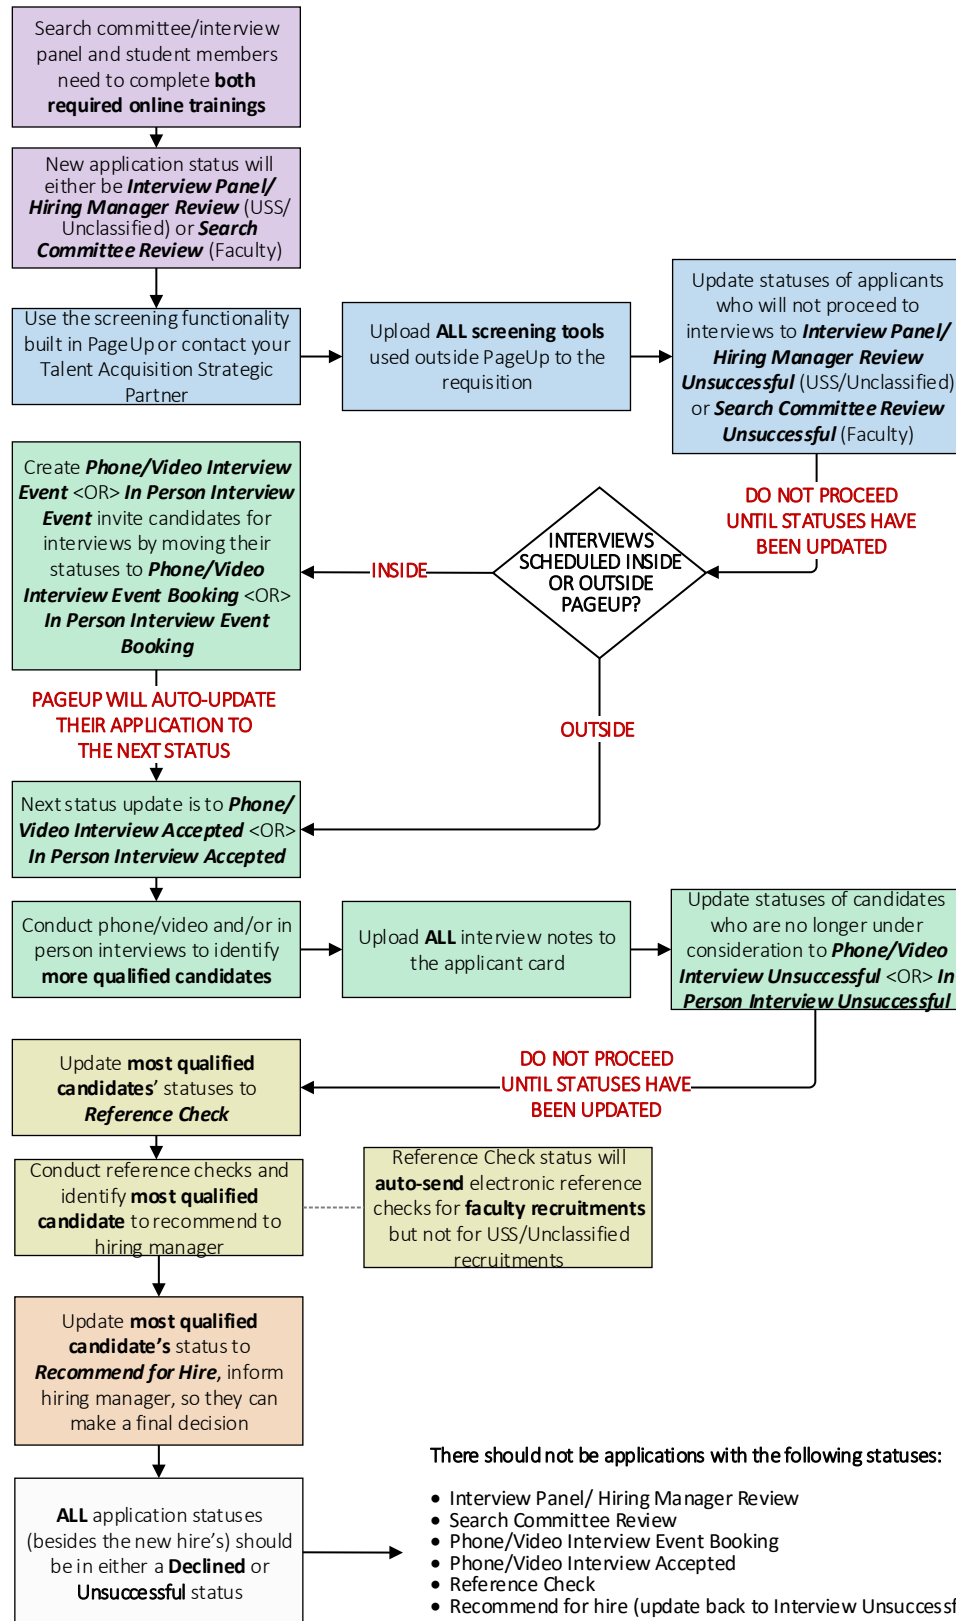 Search committee/interview
panel and student members
need to complete both
required online trainings
New application status will
either be Interview Panel/
Hiring Manager Review (USS/
Unclassified) or Search
Committee Review (Faculty)
Use the screening functionality
built in PageUp or contact your
Talent Acquisition Strategic
Partner
Upload ALL screening tools
used outside PageUp to the
requisition
Update statuses of applicants
who will not proceed to
interviews to Interview Panel/
Hiring Manager Review
Unsuccessful (USS/Unclassified)
or Search Committee Review
Unsuccessful (Faculty)
DO NOT PROCEED
UNTIL STATUSES HAVE
BEEN UPDATED
INTERVIEWS
SCHEDULED INSIDE
OR OUTSIDE
PAGEUP?
INSIDE
Create Phone/Video Interview
Event <OR> In Person Interview
Event invite candidates for
interviews by moving their
statuses to Phone/Video
Interview Event Booking <OR>
In Person Interview Event
Booking
PAGEUP WILL AUTO-UPDATE
THEIR APPLICATION TO
THE NEXT STATUS
OUTSIDE
Next status update is to Phone/
Video Interview Accepted <OR>
In Person Interview Accepted
Conduct phone/video and/or in
person interviews to identify
more qualified candidates
Upload ALL interview notes to
the applicant card
Update statuses of candidates
who are no longer under
consideration to Phone/Video
Interview Unsuccessful <OR> In
Person Interview Unsuccessful
DO NOT PROCEED
UNTIL STATUSES HAVE
BEEN UPDATED
Update most qualified
candidates' statuses to
Reference Check
Conduct reference checks and
identify most qualified
candidate to recommend to
hiring manager
Reference Check status will
auto-send electronic reference
checks for faculty recruitments
but not for USS/Unclassified
recruitments
Update most qualified
candidate's status to
Recommend for Hire, inform
hiring manager, so they can
make a final decision
ALL application statuses
(besides the new hire's) should
be in either a Declined or
Unsuccessful status
There should not be applications with the following statuses:
• Interview Panel/ Hiring Manager Review
• Search Committee Review
• Phone/Video Interview Event Booking
• Phone/Video Interview Accepted
• Reference Check
• Recommend for hire (update back to Interview Unsuccessf